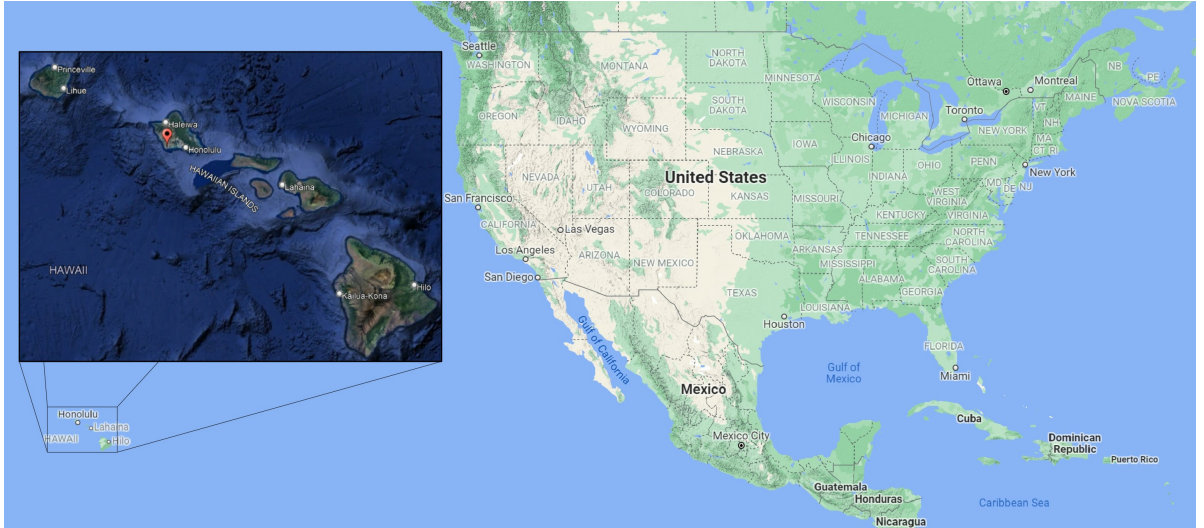 Princeville
Lihue
Haleiwa
Honolulu
HAWAIIAN ISLANDS
Lahaina
HAWAII
Kailua-Kona
Hilo
Honolulu
Lahaina
HAWAII
Hilo
Seattle
WASHINGTON
MONTANA
NORTH
DAKOTA
MINNESOTA
Ottawa
Montreal
NB
PE
MAINE
NOVA SCOTIA
OREGON
IDAHO
SOUTH
DAKOTA
WISCONSIN
MICHIGAN
Toronto
VT
NH
WYOMING
NEW YORK
MA
CT RI
Chicago
NEBRASKA
IOWA
ILLINOIS
INDIANA
OHIO
PENN
New York
NEVADA
UTAH
COLORADO
United States
KANSAS
MISSOURI
WEST
VIRGINIA
MD
DE
NJ
San Francisco
CALIFORNIA
KENTUCKY
VIRGINIA
Las Vegas
OKLAHOMA
TENNESSEE
NORTH
CAROLINA
Los Angeles
ARIZONA
NEW MEXICO
ARKANSAS
MISSISSIPPI
SOUTH
CAROLINA
San Diego
ALABAMA
GEORGIA
TEXAS
LOUISIANA
Houston
Gulf of California
FLORIDA
Gulf of
Mexico
Miami
Mexico
Cuba
Mexico City
Dominican
Republic
Puerto Rico
Guatemala
Honduras
Caribbean Sea
Nicaragua